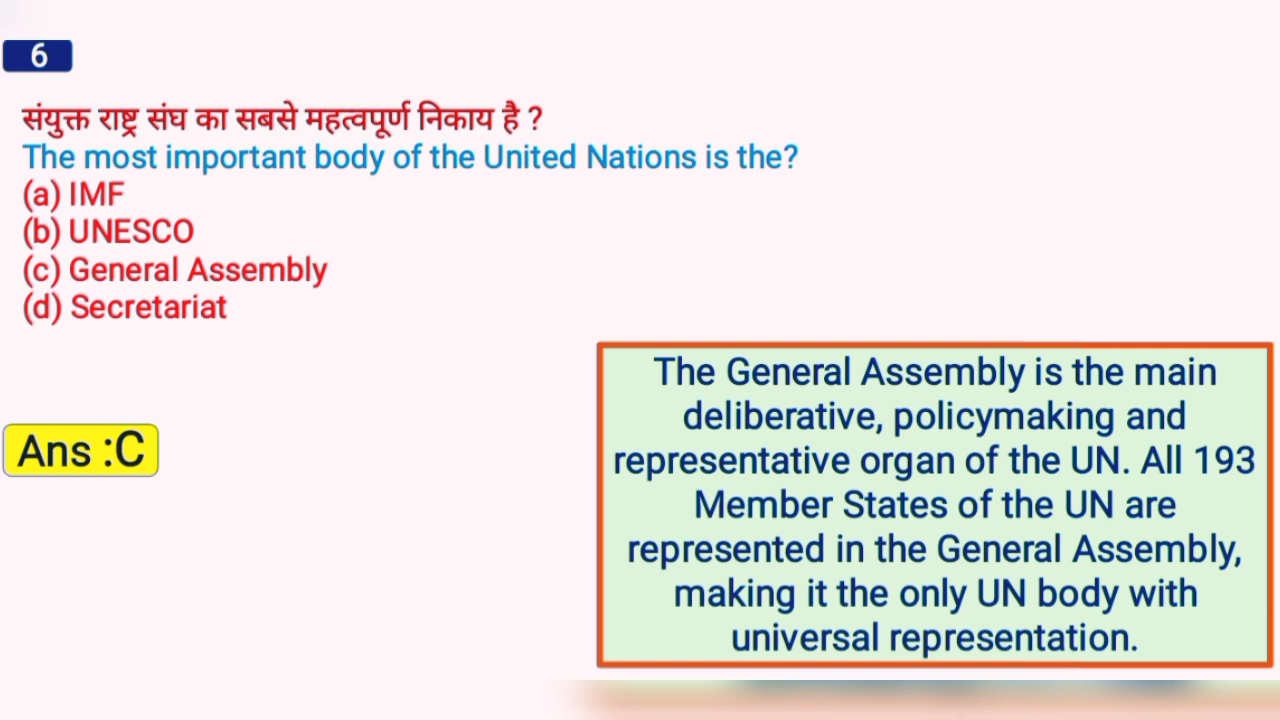 6
संयुक्त राष्ट्र संघ का सबसे महत्वपूर्ण निकाय है ?
The most important body of the United Nations is the?
(a) IMF
(b) UNESCO
(c) General Assembly
(d) Secretariat
Ans :C
The General Assembly is the main
deliberative, policymaking and
representative organ of the UN. All 193
Member States of the UN are
represented in the General Assembly,
making it the only UN body with
universal representation.